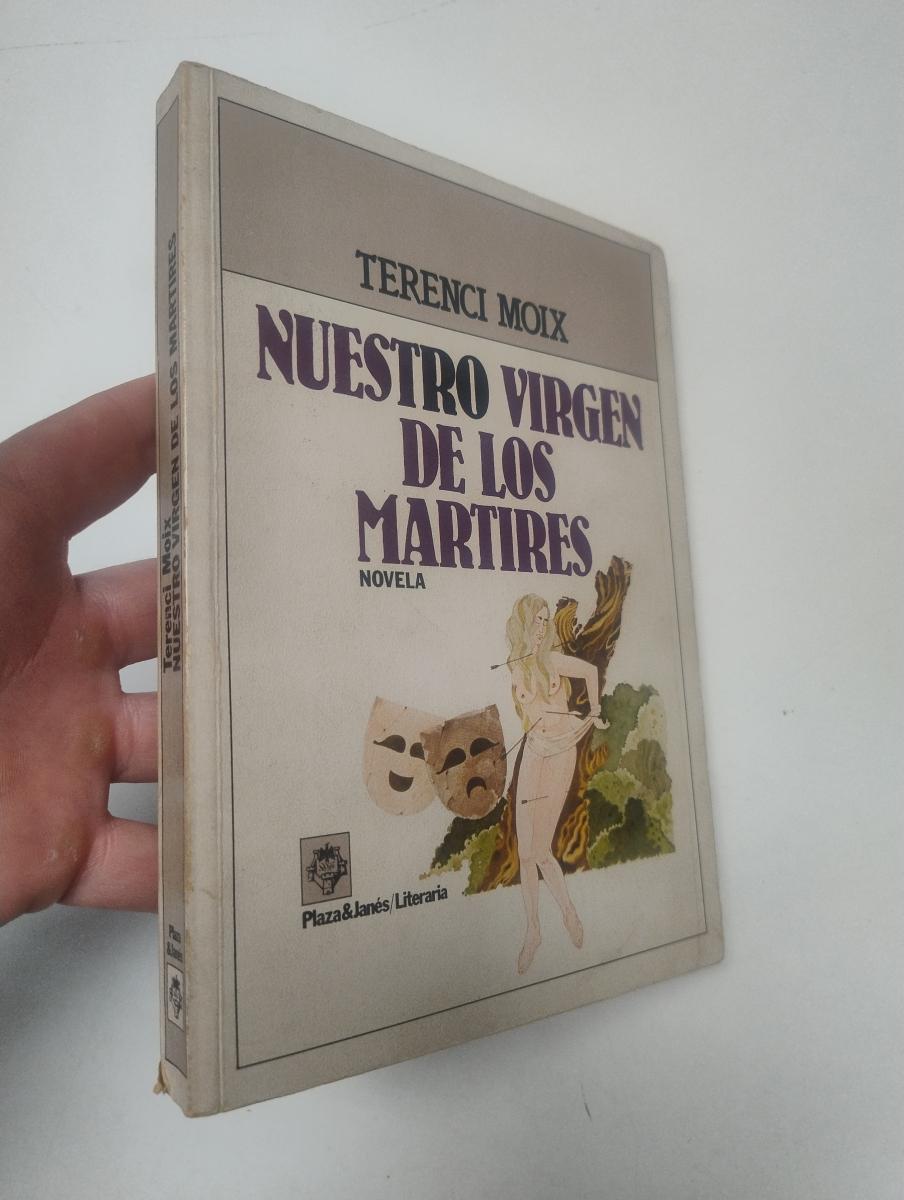 TERENCI MOIX
NUESTRO VIRGEN
DE LOS
MARTIRES
NOVELA
Plaza&Janés/Literaria
Terenci Moix
NUESTRO VIRGEN DE LOS MARTIRES
Plaza
&Janés